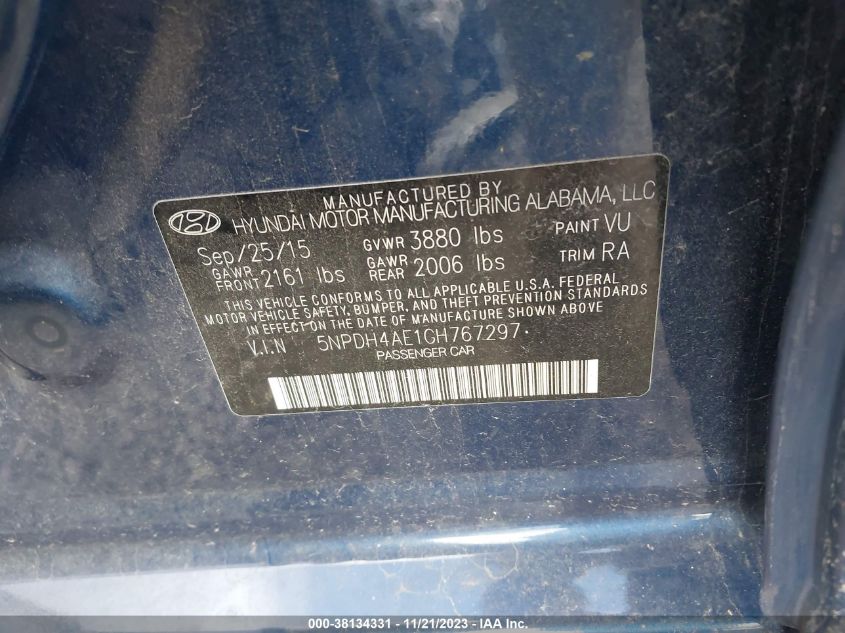 MANUFACTURED BY
HYUNDAI MOTOR MANUFACTURING ALABAMA, LLC
Sep/25/15 GVWR 3880 lbs PAINT VU
GAWR FRONT 2161 lbs GAWR REAR 2006 lbs TRIM RA
THIS VEHICLE CONFORMS TO ALL APPLICABLE U.S.A. FEDERAL
MOTOR VEHICLE SAFETY, BUMPER, AND THEFT PREVENTION STANDARDS
IN EFFECT ON THE DATE OF MANUFACTURE SHOWN ABOVE
V.I.N 5NPDH4AE1GH767297
PASSENGER CAR
000-38134331 - 11/21/2023 - IAA Inc.